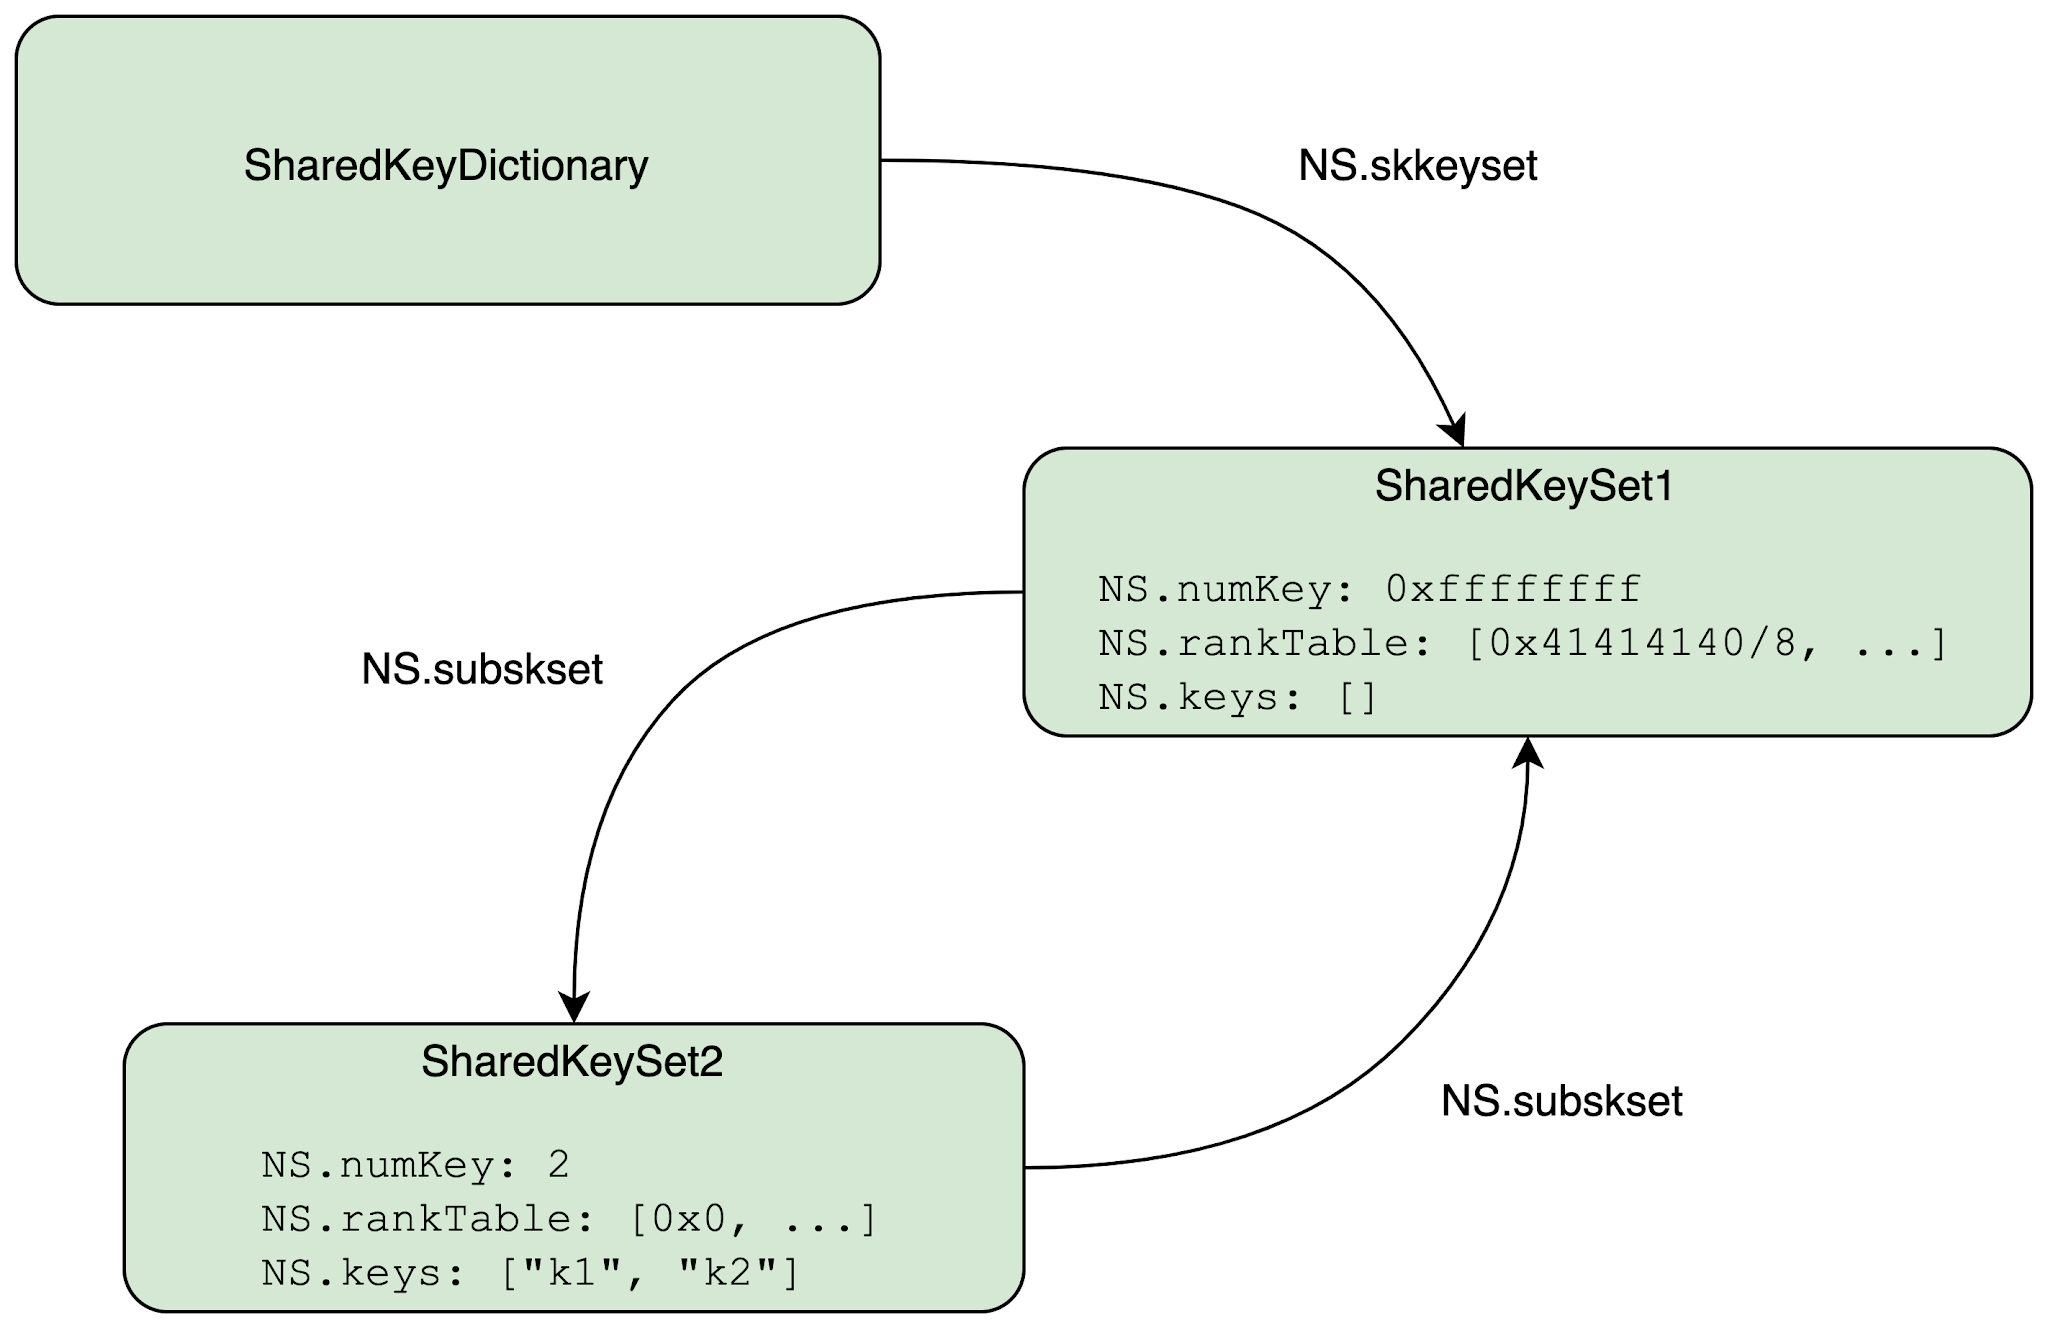 SharedKeyDictionary
NS.skkeyset
SharedKeySet1
NS.numKey: 0xffffffff
NS.rankTable: [0x41414140/8, ...]
NS.keys: []
NS.subskset
SharedKeySet2
NS.numKey: 2
NS.rankTable: [0x0, ...]
NS.keys: ["k1", "k2"]
NS.subskset